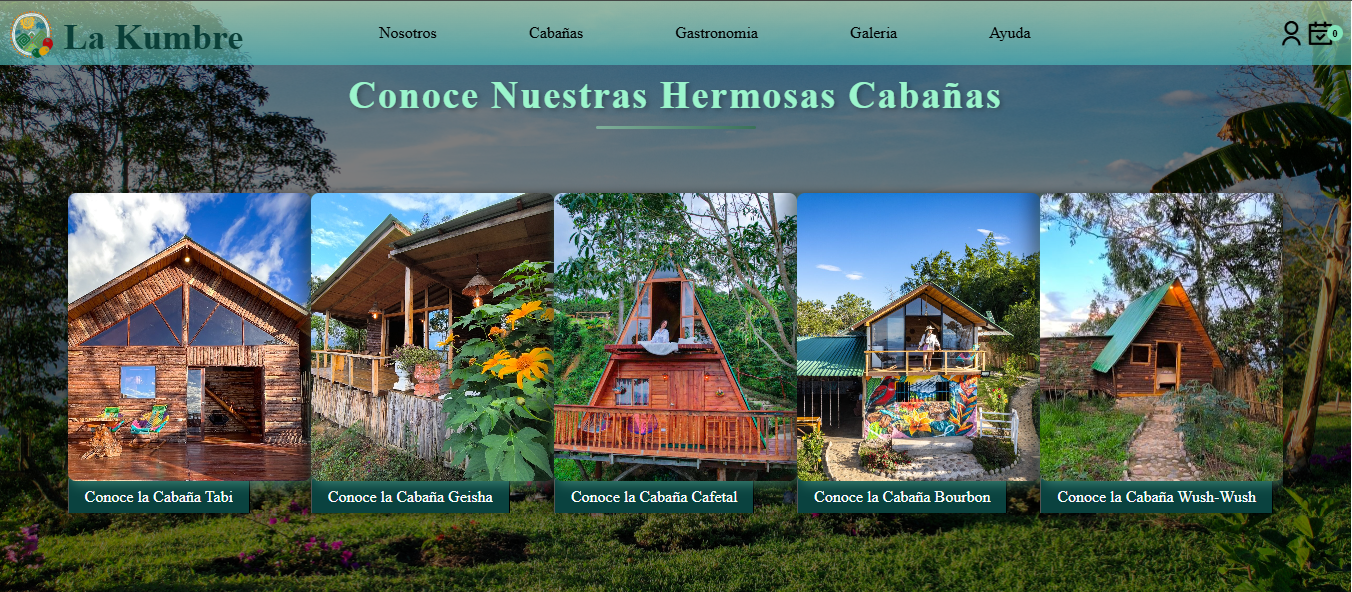 La Kumbre
Nosotros
Cabañas
Gastronomia
Galeria
Ayuda
0
Conoce Nuestras Hermosas Cabañas
Conoce la Cabaña Tabi
Conoce la Cabaña Geisha
Conoce la Cabaña Cafetal
Conoce la Cabaña Bourbon
Conoce la Cabaña Wush-Wush